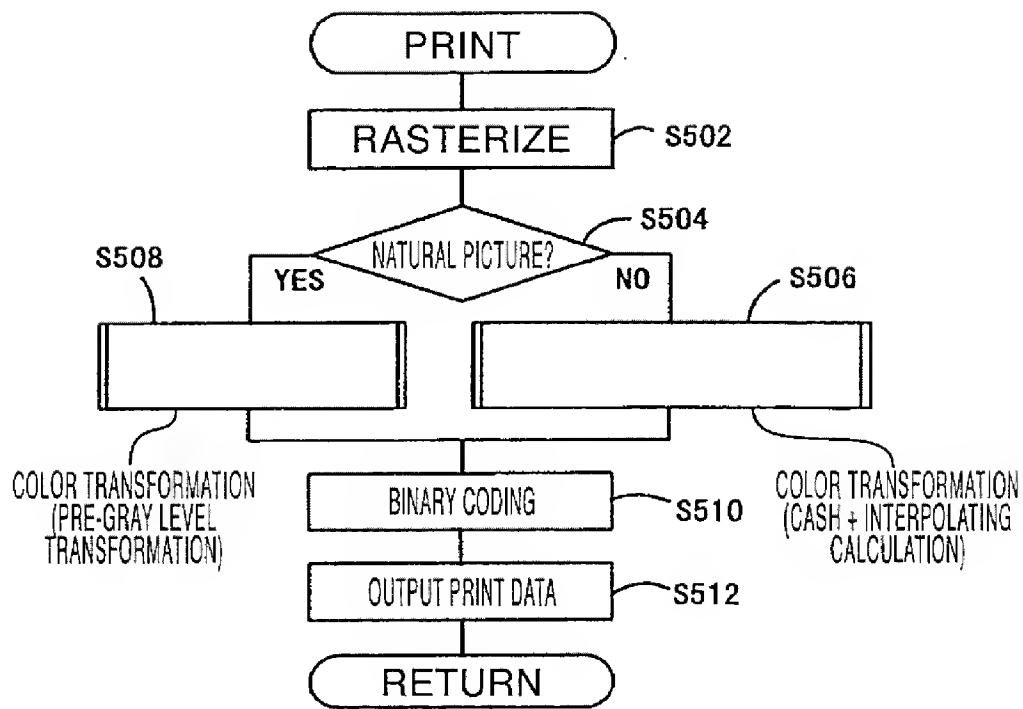 PRINT
RASTERIZE
S502
S504
NATURAL PICTURE?
S508
YES
NO
S506
COLOR TRANSFORMATION
(PRE-GRAY LEVEL
TRANSFORMATION)
COLOR TRANSFORMATION
(CASH + INTERPOLATING
CALCULATION)
BINARY CODING
S510
OUTPUT PRINT DATA
S512
RETURN